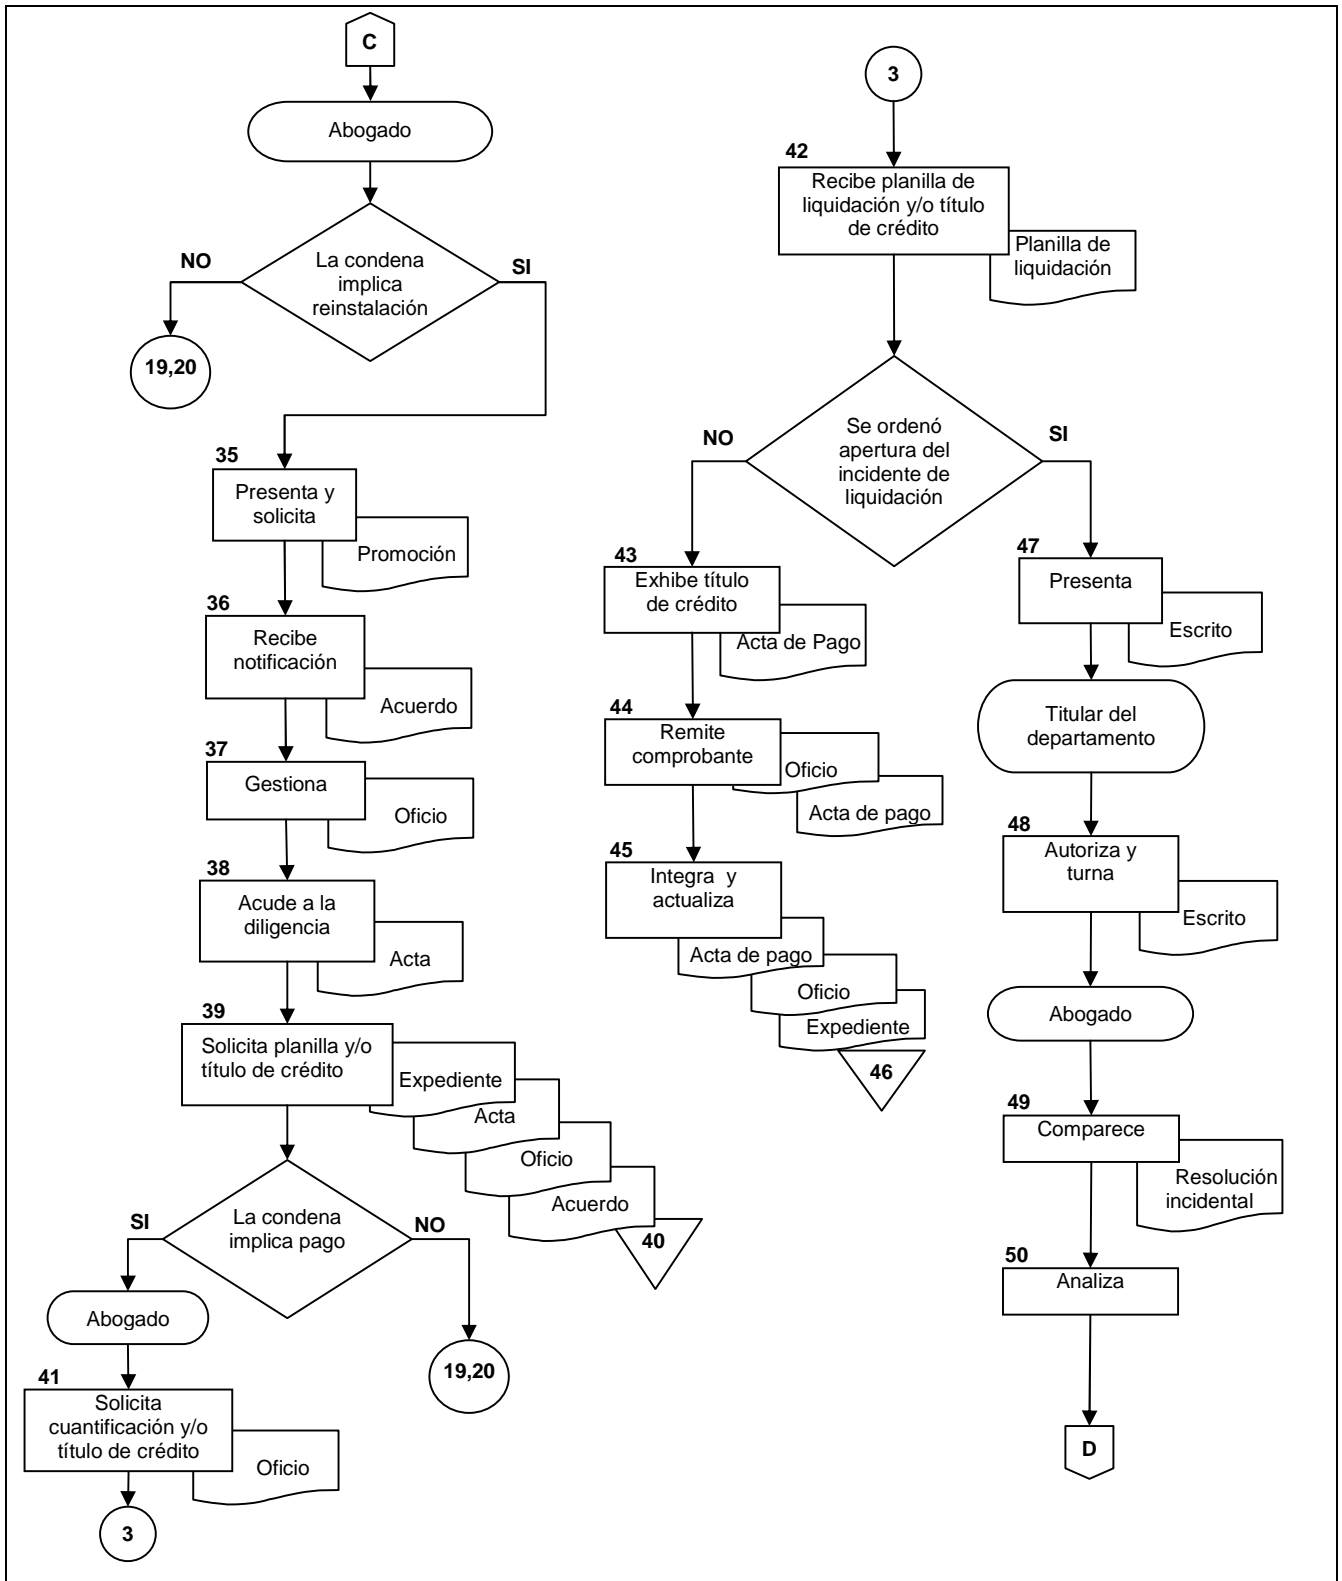 C
Abogado
La condena
implica
reinstalación
NO
SI
19,20
35
Presenta y
solicita
Promoción
36
Recibe
notificación
Acuerdo
37
Gestiona
Oficio
38
Acude a la
diligencia
Acta
39
Solicita planilla y/o
título de crédito
Expediente
Acta
Oficio
Acuerdo
40
La condena
implica pago
SI
NO
Abogado
19,20
41
Solicita
cuantificación y/o
título de crédito
Oficio
3
3
42
Recibe planilla de
liquidación y/o título
de crédito
Planilla de
liquidación
Se ordenó
apertura del
incidente de
liquidación
NO
SI
43
Exhibe título
de crédito
Acta de Pago
44
Remite
comprobante
Oficio
Acta de pago
45
Integra y
actualiza
Acta de pago
Oficio
Expediente
46
47
Presenta
Escrito
Titular del
departamento
48
Autoriza y
turna
Escrito
Abogado
49
Comparece
Resolución
incidental
50
Analiza
D